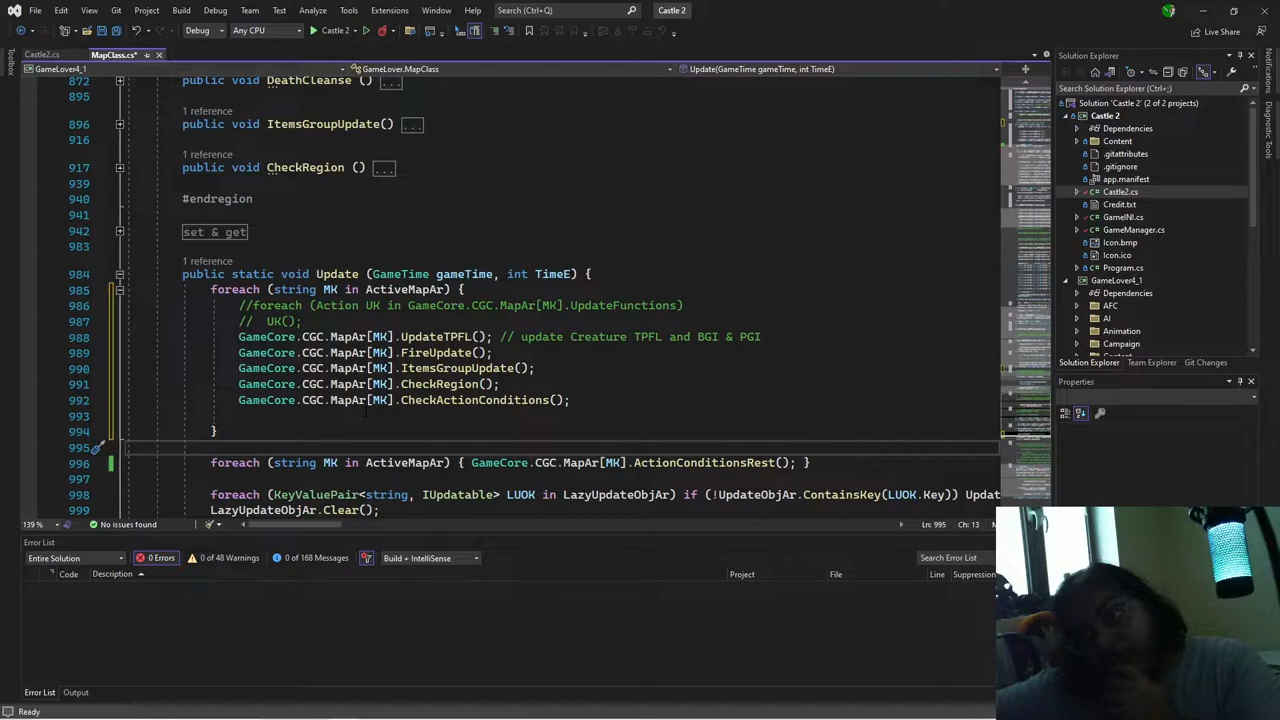 File Edit View Git Project Build Debug Team Test Analyze Tools Extensions Window Help Search (Ctrl+Q) Castle 2
Debug Any CPU Castle 2 Live Share
Castle2.cs MapClass.cs*
GameLover4_1 GameLover.MapClass Update(GameTime gameTime, int TimeE)
872 public void DeathCleanse () ...
895
1 reference
896 public void ItemsGroupUpdate() ...
916
1 reference
917 public void CheckRegion () ...
939
940 #endregion
941
942 set & get
983
1 reference
984 public static void Update (GameTime gameTime, int TimeE) {
985 foreach (string MK in ActiveMapAr) {
986 //foreach (Action UK in GameCore.CGC.MapAr[MK].UpdateFunctions)
987 // UK();
988 GameCore.CGC.MapAr[MK].UpdateTPFL(); // update Creature TPFL and BGI & PGI
989 GameCore.CGC.MapAr[MK].FireUpdate();
990 GameCore.CGC.MapAr[MK].ItemsGroupUpdate();
991 GameCore.CGC.MapAr[MK].CheckRegion();
992 GameCore.CGC.MapAr[MK].CheckActionConditions();
993
994 }
995
996 foreach (string MK in ActiveMapAr) { GameCore.CGC.MapAr[MK].ActionConditionsRest(); }
997
998 foreach (KeyValuePair<string, IUpdatable> LUOK in LazyUpdateObjAr) if (!UpdateObjAr.ContainsKey(LUOK.Key)) Updat
999 LazyUpdateObjAr.Clear();
139 % No issues found Ln: 995 Ch: 13
Error List
Entire Solution 0 Errors 0 of 48 Warnings 0 of 168 Messages Build + IntelliSense Search Error List
Code Description Project File Line Suppression
Error List Output
Ready
Toolbox
Solution Explorer
Search Solution Explorer (Ctrl+;)
Solution 'Castle 2' (2 of 2 projects)
Castle 2
Dependencies
Content
.gitattributes
.gitignore
app.manifest
Castle2.cs
Credit.txt
GameINI.cs
GameManager.cs
Icon.bmp
Icon.ico
Program.cs
GameLover4_1
Dependencies
AFC
AI
Animation
Campaign
Solution Explorer Team Explorer Git Changes
Properties
Notifications
Diagnostic Tools